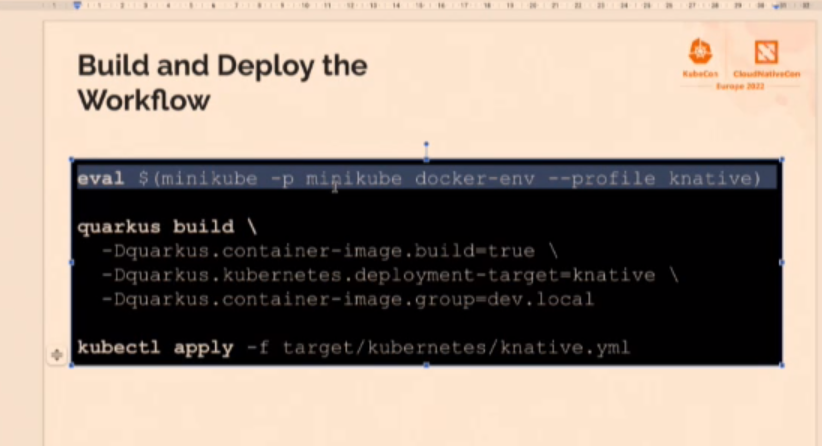 Build and Deploy the
Workflow
KubeCon CloudNativeCon
Europe 2022
eval $(minikube -p minikube docker-env --profile knative)
quarkus build \
-Dquarkus.container-image.build=true \
-Dquarkus.kubernetes.deployment-target=knative \
-Dquarkus.container-image.group=dev.local
kubectl apply -f target/kubernetes/knative.yml